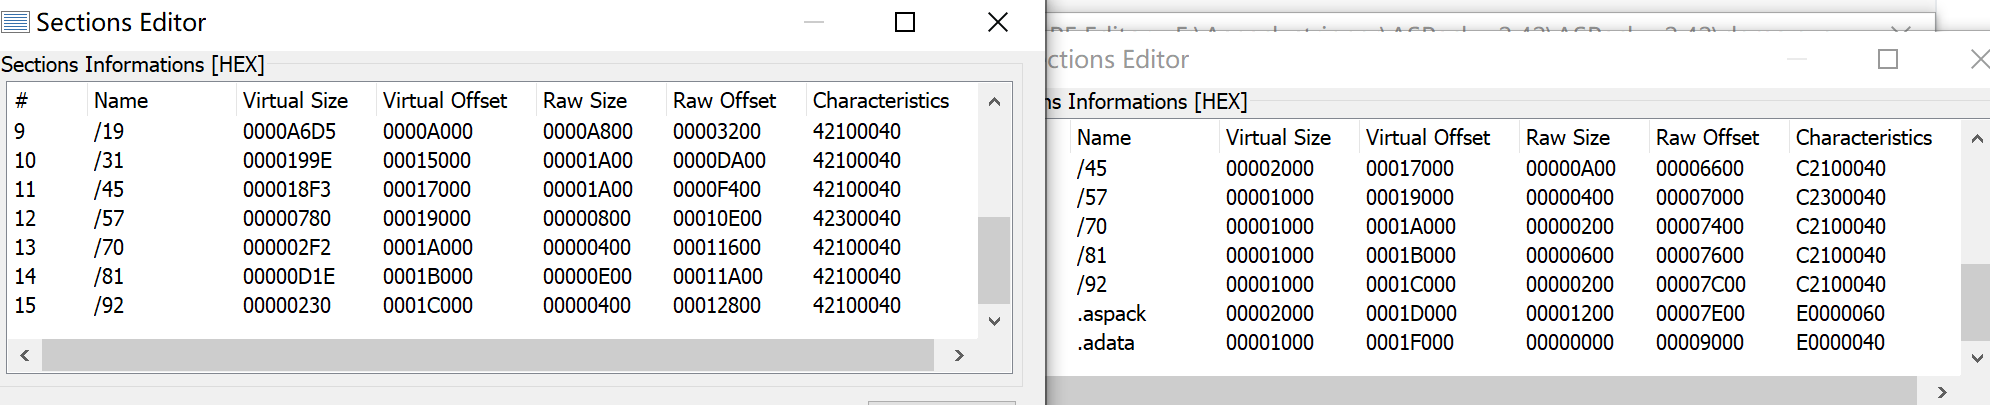 Sections Editor
Sections Informations [HEX]
# Name Virtual Size Virtual Offset Raw Size Raw Offset Characteristics
9 /19 0000A6D5 0000A000 0000A800 00003200 42100040
10 /31 0000199E 00015000 00001A00 0000DA00 42100040
11 /45 000018F3 00017000 00001A00 0000F400 42100040
12 /57 00000780 00019000 00000800 00010E00 42300040
13 /70 000002F2 0001A000 00000400 00011600 42100040
14 /81 00000D1E 0001B000 00000E00 00011A00 42100040
15 /92 00000230 0001C000 00000400 00012800 42100040
ctions Editor
ns Informations [HEX]
Name Virtual Size Virtual Offset Raw Size Raw Offset Characteristics
/45 00002000 00017000 00000A00 00006600 C2100040
/57 00001000 00019000 00000400 00007000 C2300040
/70 00001000 0001A000 00000200 00007400 C2100040
/81 00001000 0001B000 00000600 00007600 C2100040
/92 00001000 0001C000 00000200 00007C00 C2100040
.aspack 00002000 0001D000 00001200 00007E00 E0000060
.adata 00001000 0001F000 00000000 00009000 E0000040